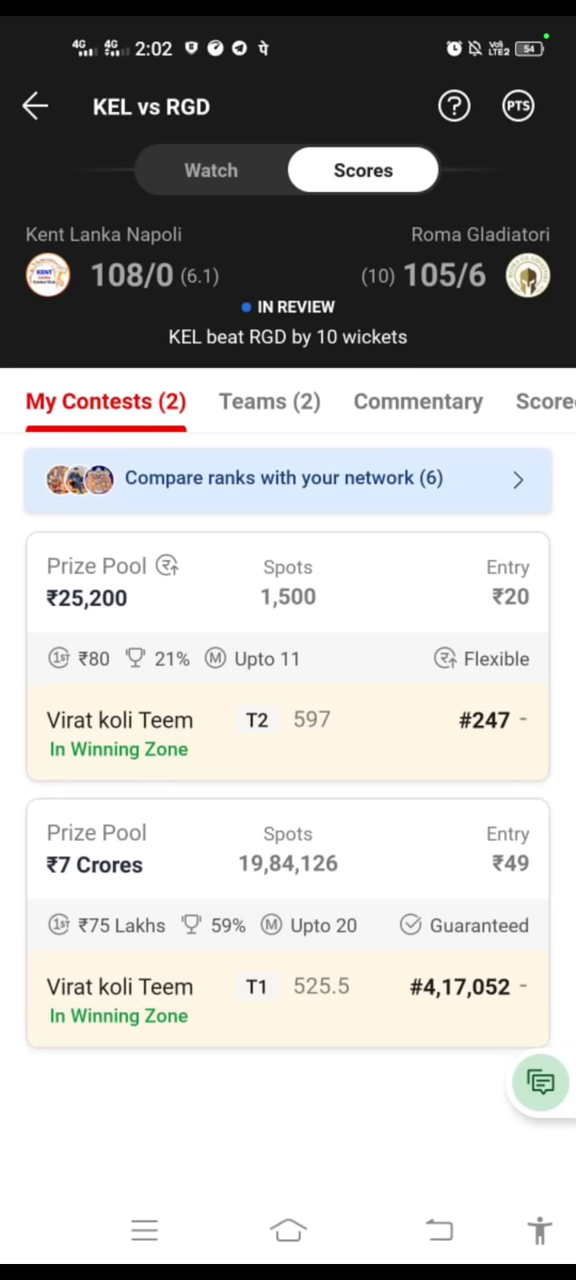 4G 4G 2:02 पे Vo) LTE2 54
KEL vs RGD ? PTS
Watch Scores
Kent Lanka Napoli Roma Gladiatori
KENT 108/0 (6.1) (10) 105/6
IN REVIEW
KEL beat RGD by 10 wickets
My Contests (2) Teams (2) Commentary Score
Compare ranks with your network (6)
Prize Pool Spots Entry
₹25,200 1,500 ₹20
1ST ₹80 21% M Upto 11 Flexible
Virat koli Teem T2 597 #247 -
In Winning Zone
Prize Pool Spots Entry
₹7 Crores 19,84,126 ₹49
1ST ₹75 Lakhs 59% M Upto 20 Guaranteed
Virat koli Teem T1 525.5 #4,17,052 -
In Winning Zone